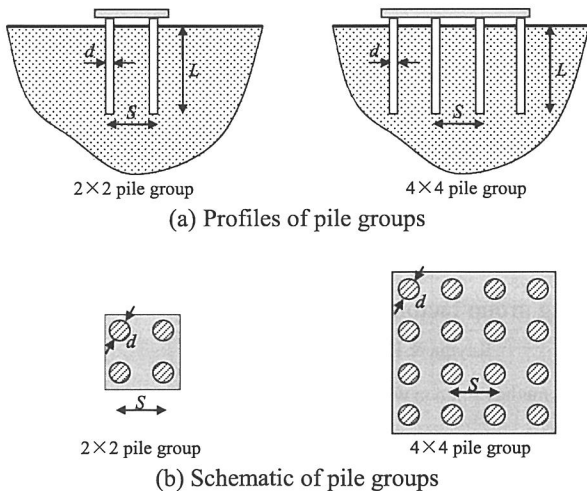 d
L
S
2×2 pile group
d
L
S
4×4 pile group
(a) Profiles of pile groups
d
S
2×2 pile group
d
S
4×4 pile group
(b) Schematic of pile groups